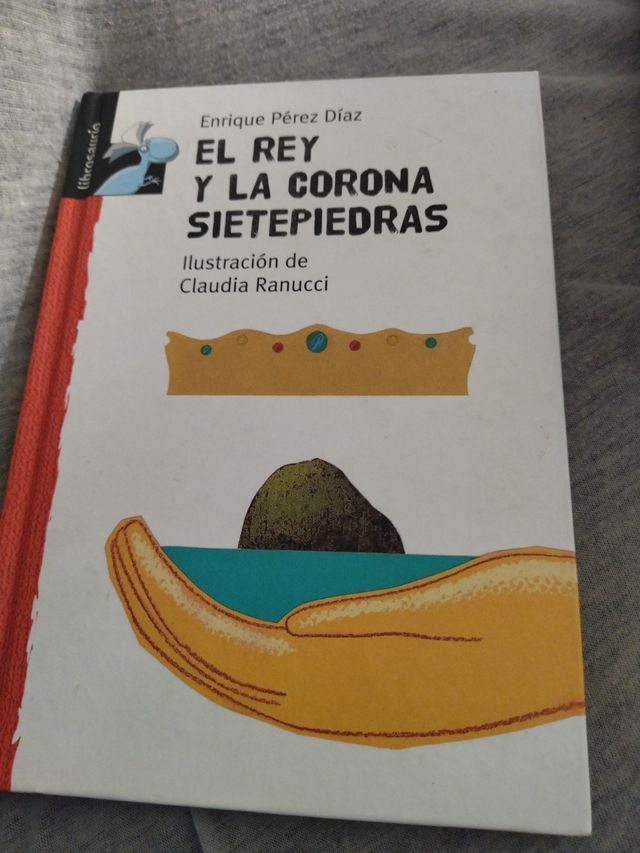 librosaurio
Enrique Pérez Díaz
EL REY
Y LA CORONA
SIETEPIEDRAS
Ilustración de
Claudia Ranucci